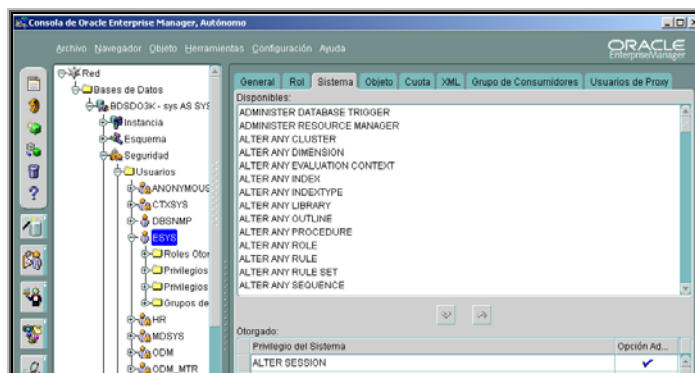 Consola de Oracle Enterprise Manager, Autónomo
Archivo Navegador Objeto Herramientas Configuración Ayuda
ORACLE
EnterpriseManager
Red
Bases de Datos
BDSDO3K - sys AS SYS
Instancia
Esquema
Seguridad
Usuarios
ANONYMOUS
CTXSYS
DBSNMP
ESYS
Roles Otor
Privilegios
Privilegios
Grupos de
HR
MDSYS
ODM
ODM_MTR
General Rol Sistema Objeto Cuota XML Grupo de Consumidores Usuarios de Proxy
Disponibles:
ADMINISTER DATABASE TRIGGER
ADMINISTER RESOURCE MANAGER
ALTER ANY CLUSTER
ALTER ANY DIMENSION
ALTER ANY EVALUATION CONTEXT
ALTER ANY INDEX
ALTER ANY INDEXTYPE
ALTER ANY LIBRARY
ALTER ANY OUTLINE
ALTER ANY PROCEDURE
ALTER ANY ROLE
ALTER ANY RULE
ALTER ANY RULE SET
ALTER ANY SEQUENCE
Otorgado:
Privilegio del Sistema Opción Ad...
ALTER SESSION